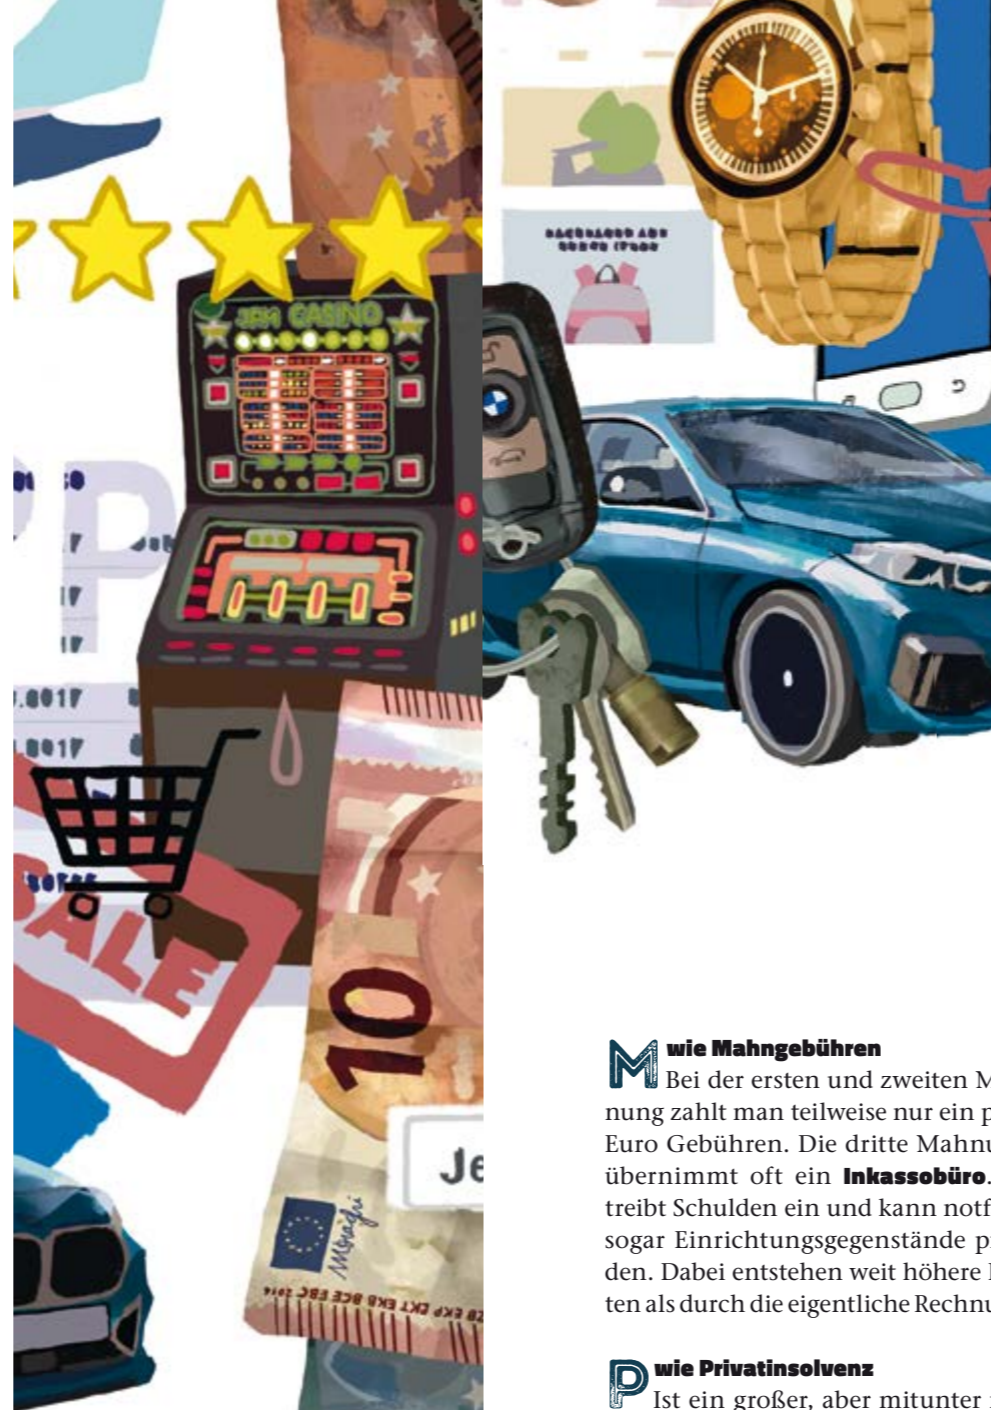 JAM CASINO
SALE
10
Je
M wie Mahngebühren
Bei der ersten und zweiten M
nung zahlt man teilweise nur ein p
Euro Gebühren. Die dritte Mahnu
übernimmt oft ein Inkassobüro.
treibt Schulden ein und kann notf
sogar Einrichtungsgegenstände p
den. Dabei entstehen weit höhere
ten als durch die eigentliche Rechnu
P wie Privatinsolvenz
Ist ein großer, aber mitunter